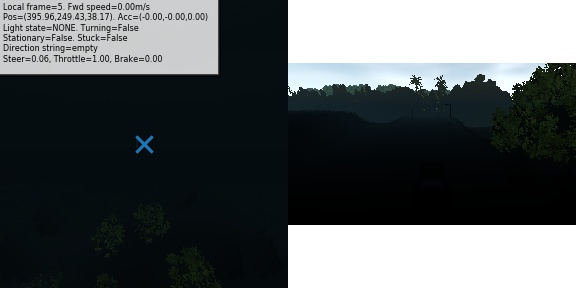 Local frame=5. Fwd speed=0.00m/s
Pos=(395.96,249.43,38.17). Acc=(-0.00,-0.00,0.00)
Light state=NONE. Turning=False
Stationary=False. Stuck=False
Direction string=empty
Steer=0.06, Throttle=1.00, Brake=0.00